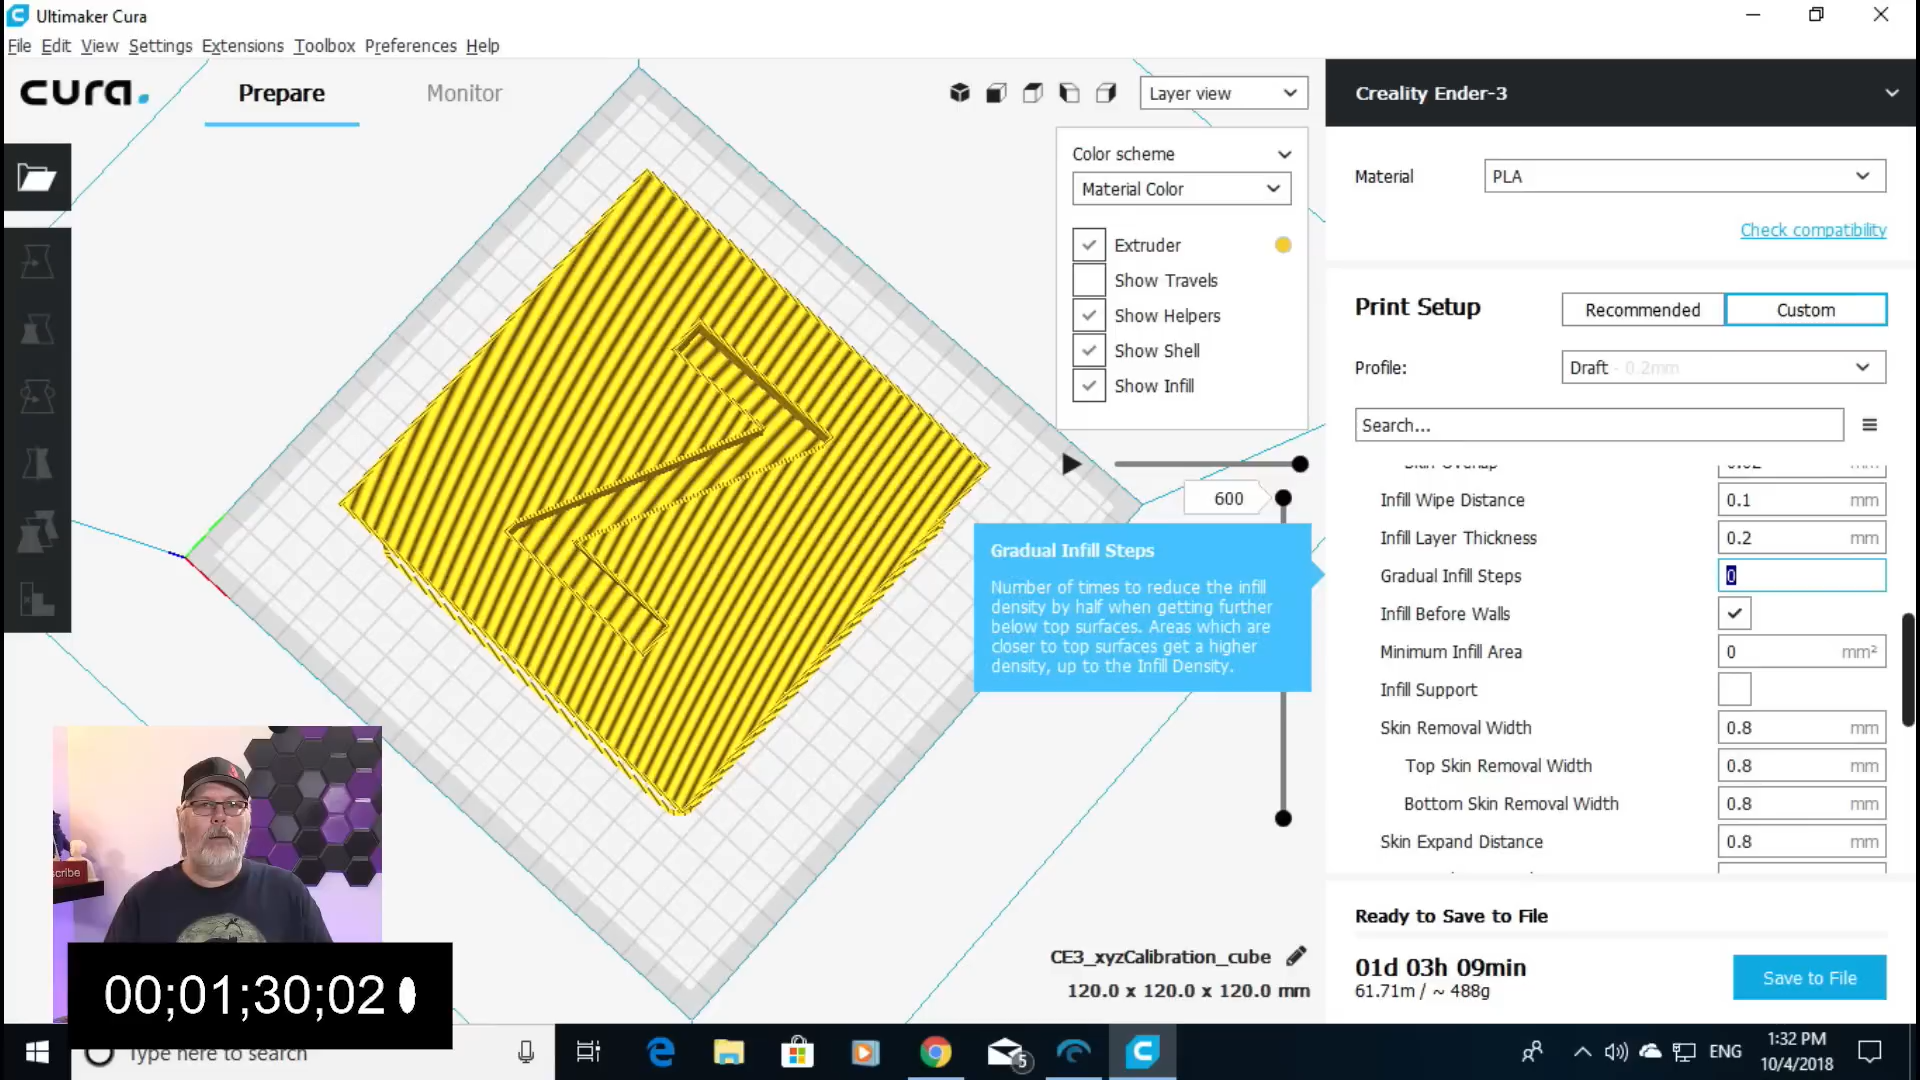 Ultimaker Cura
File Edit View Settings Extensions Toolbox Preferences Help
cura.
Prepare
Monitor
Layer view
Creality Ender-3
Color scheme
Material Color
Extruder
Show Travels
Show Helpers
Show Shell
Show Infill
Material
PLA
Check compatibility
Print Setup
Recommended
Custom
Profile:
Draft - 0.2mm
Search...
600
Infill Wipe Distance 0.1 mm
Infill Layer Thickness 0.2 mm
Gradual Infill Steps 0
Infill Before Walls
Minimum Infill Area 0 mm²
Infill Support
Skin Removal Width 0.8 mm
Top Skin Removal Width 0.8 mm
Bottom Skin Removal Width 0.8 mm
Skin Expand Distance 0.8 mm
Gradual Infill Steps
Number of times to reduce the infill
density by half when getting further
below top surfaces. Areas which are
closer to top surfaces get a higher
density, up to the Infill Density.
CE3_xyzCalibration_cube
120.0 x 120.0 x 120.0 mm
Ready to Save to File
01d 03h 09min
61.71m / ~ 488g
Save to File
scribe
00;01;30;02
Type here to search
5
ENG
1:32 PM
10/4/2018